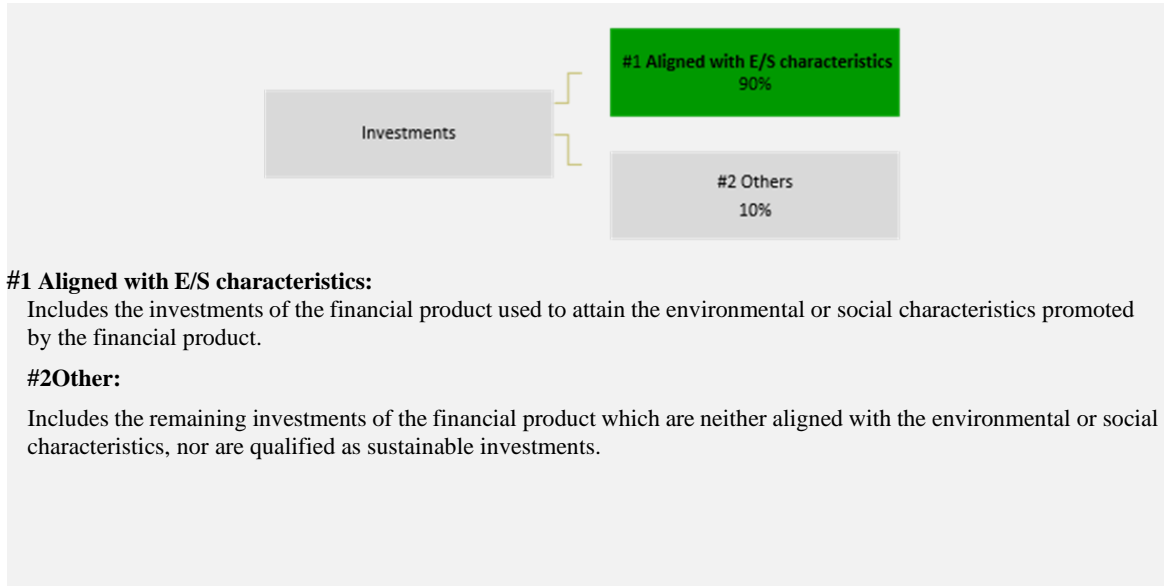 #1 Aligned with E/S characteristics
90%
Investments
#2 Others
10%
#1 Aligned with E/S characteristics:
Includes the investments of the financial product used to attain the environmental or social characteristics promoted
by the financial product.
#2Other:
Includes the remaining investments of the financial product which are neither aligned with the environmental or social
characteristics, nor are qualified as sustainable investments.